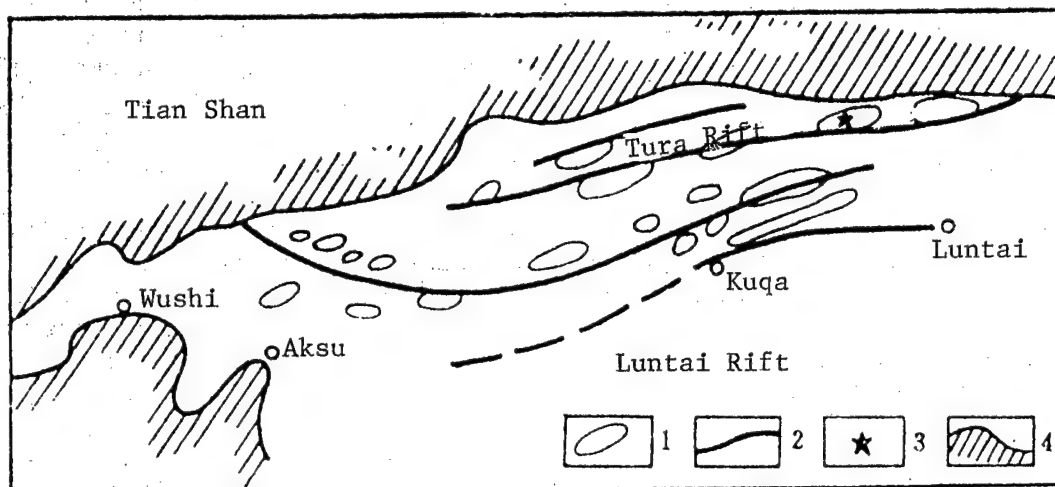 Tian Shan
Tura Rift
Luntai
Kuqa
Wushi
Aksu
Luntai Rift
1 2 3 4